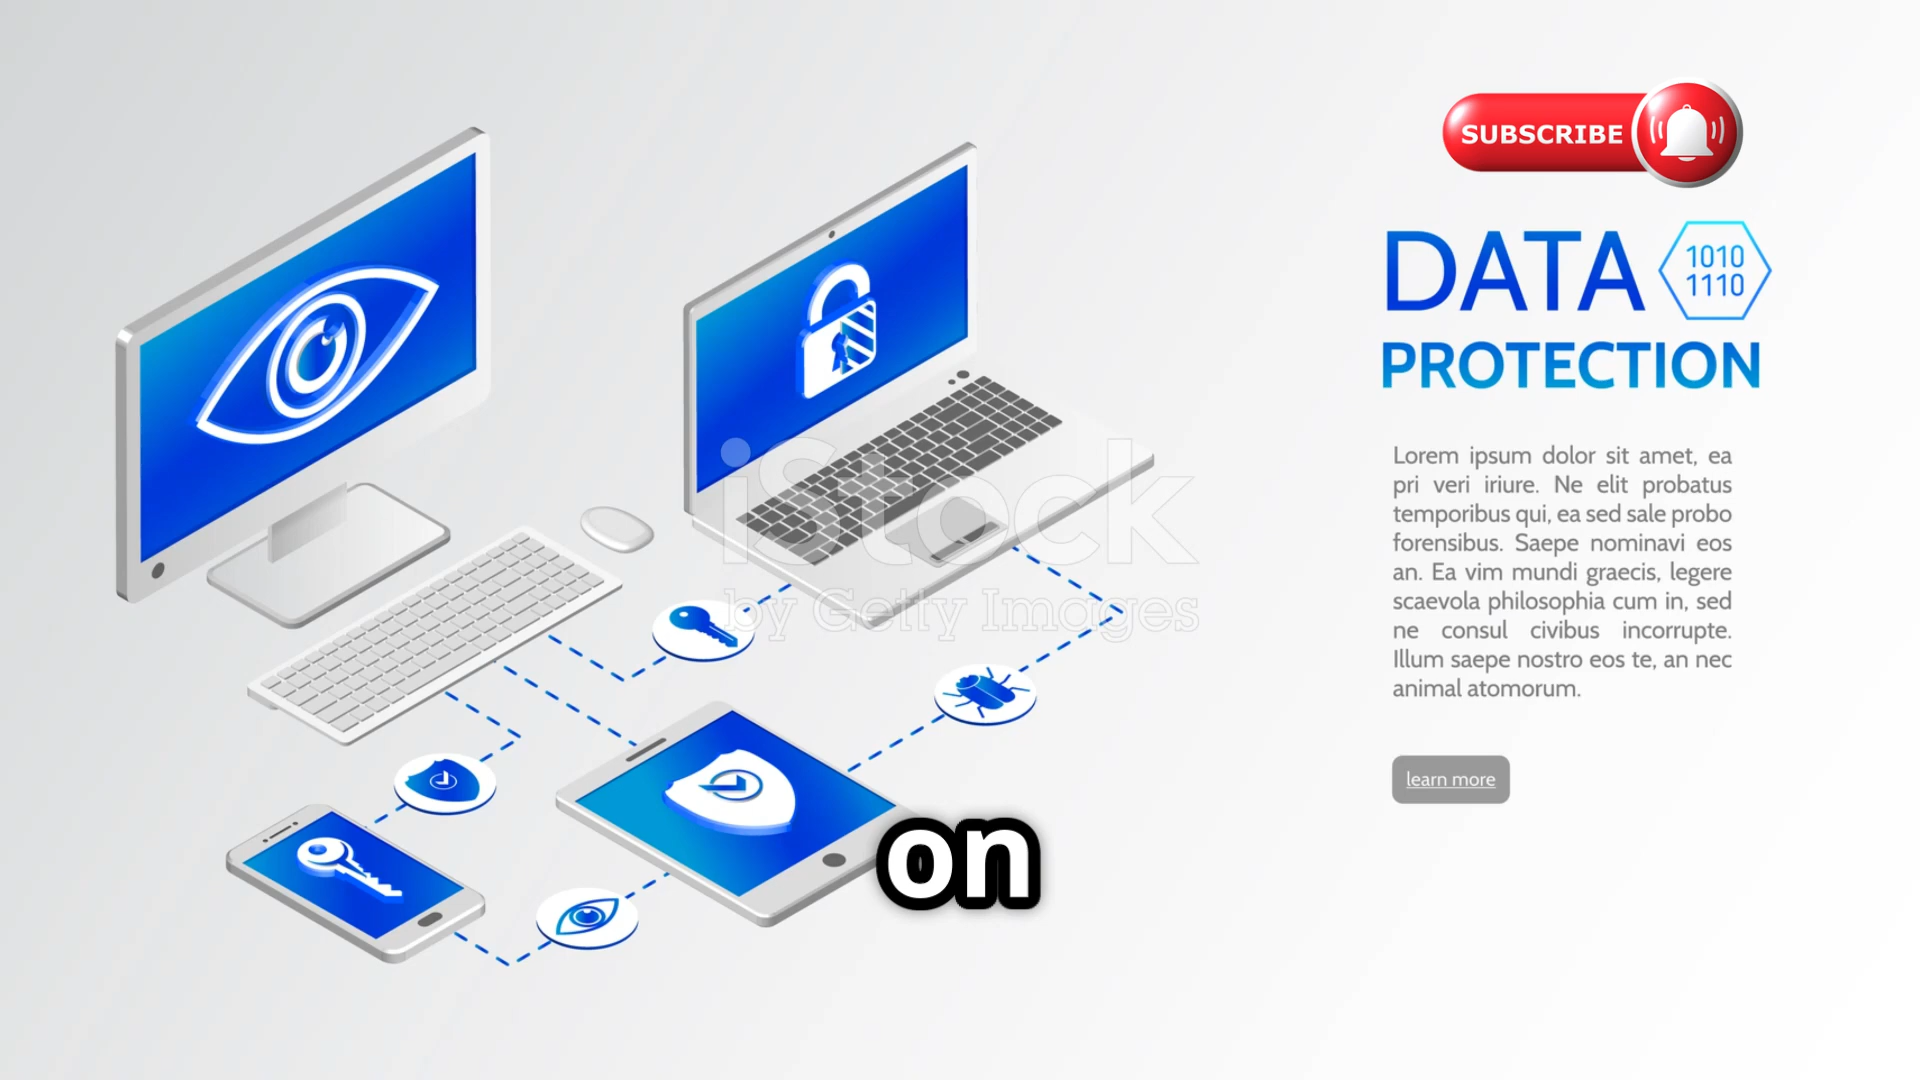 SUBSCRIBE
DATA
1010
1110
PROTECTION
Lorem ipsum dolor sit amet, ea
pri veri iriure. Ne elit probatus
temporibus qui, ea sed sale probo
forensibus. Saepe nominavi eos
an. Ea vim mundi graecis, legere
scaevola philosophia cum in, sed
ne consul civibus incorrupte.
Illum saepe nostro eos te, an nec
animal atomorum.
learn more
iStock
by Getty Images
on